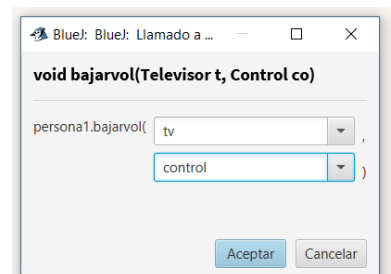 BlueJ: BlueJ: Llamado a ...
void bajarvol(Televisor t, Control co)
persona1.bajarvol( tv ,
control )
Aceptar Cancelar